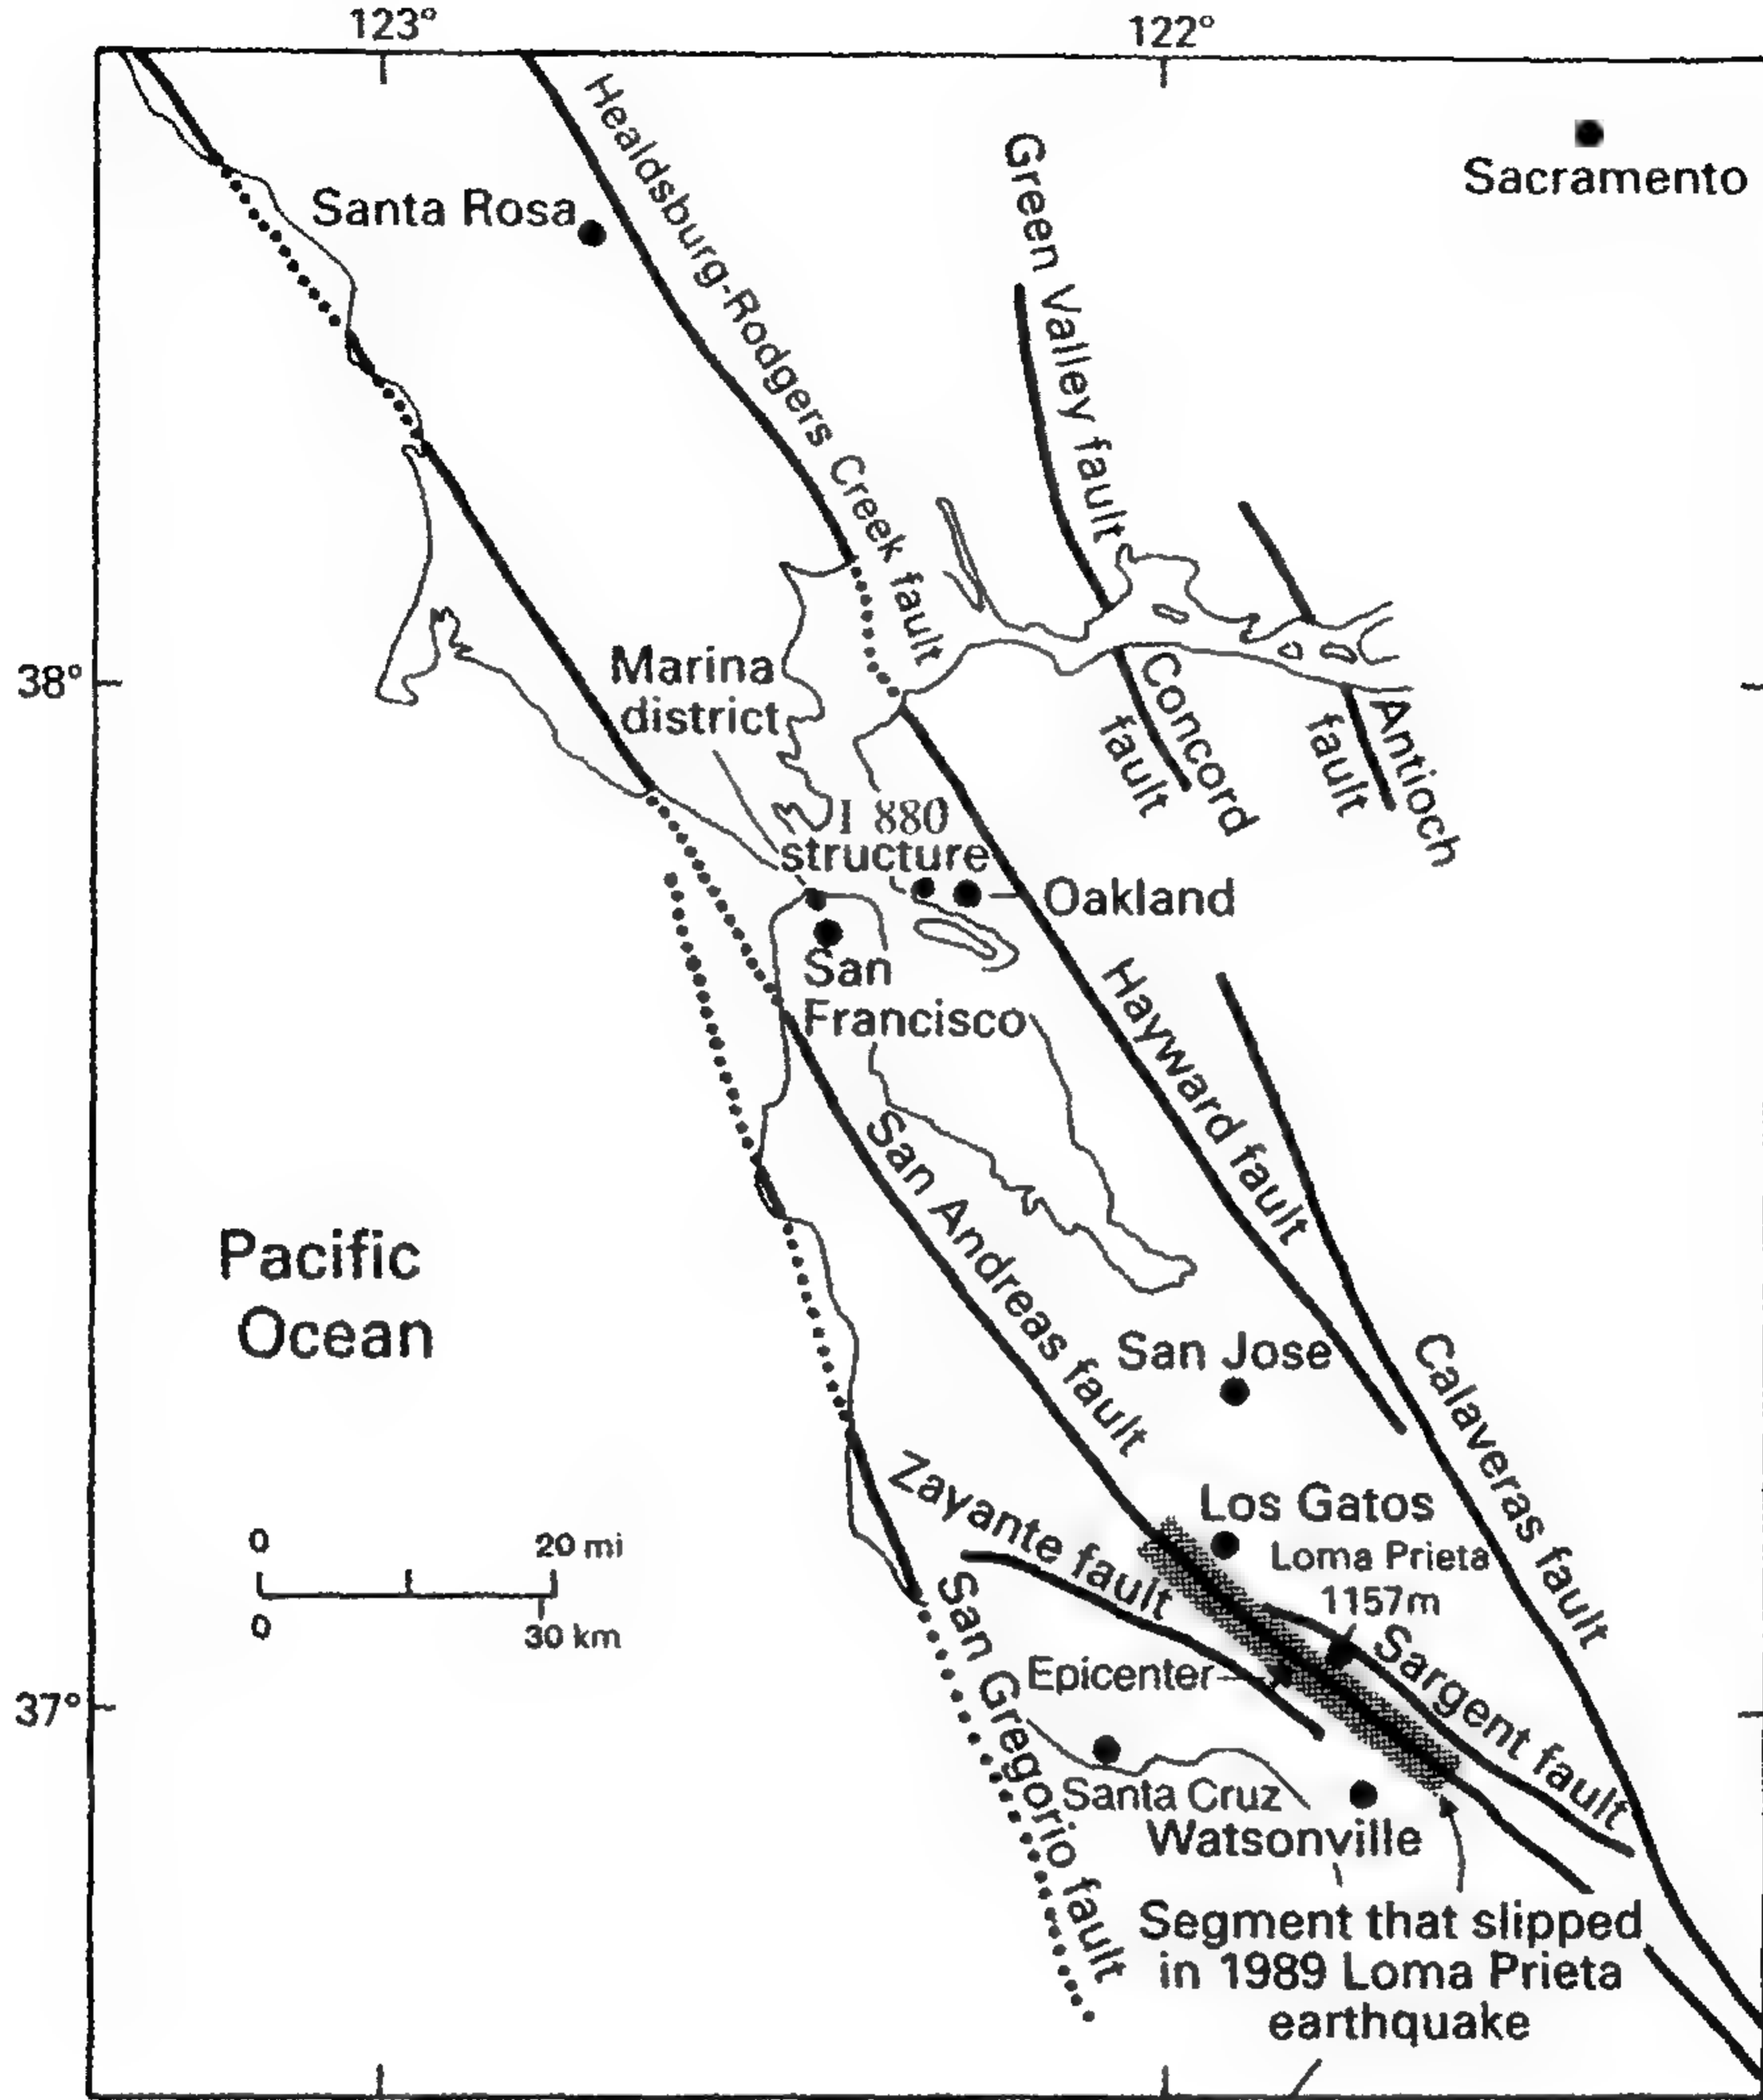 123°
122°
Sacramento
Santa Rosa
Healdsburg-Rodgers Creek fault
Green Valley fault
38°
Marina
district
Concord
fault
Antioch
fault
I 880
structure
Oakland
San
Francisco
Hayward fault
San Andreas fault
Pacific
Ocean
San Jose
Calaveras fault
Los Gatos
Zayante fault
Loma Prieta
1157m
0
20 mi
0
30 km
San Gregorio fault
Sargent fault
Epicenter
37°
Santa Cruz
Watsonville
Segment that slipped
in 1989 Loma Prieta
earthquake